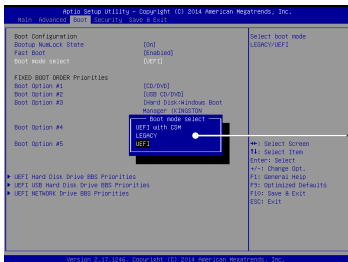 Aptio Setup Utility - Copyright (C) 2014 American Megatrends, Inc.
Main Advanced Boot Security Save & Exit
Boot Configuration
Bootup NumLock State [On]
Fast Boot [Enabled]
Boot mode select [UEFI]
FIXED BOOT ORDER Priorities
Boot Option #1 [CD/DVD]
Boot Option #2 [USB CD/DVD]
Boot Option #3 [Hard Disk:Windows Boot
Manager (KINGSTON
Boot Option #4
Boot Option #5
Boot mode select
UEFI with CSM
LEGACY
UEFI
UEFI Hard Disk Drive BBS Priorities
UEFI USB Hard Disk Drive BBS Priorities
UEFI NETWORK Drive BBS Priorities
Select boot mode
LEGACY/UEFI
→←: Select Screen
↑↓: Select Item
Enter: Select
+/-: Change Opt.
F1: General Help
F9: Optimized Defaults
F10: Save & Exit
ESC: Exit
Version 2.17.1246. Copyright (C) 2014 American Megatrends, Inc.